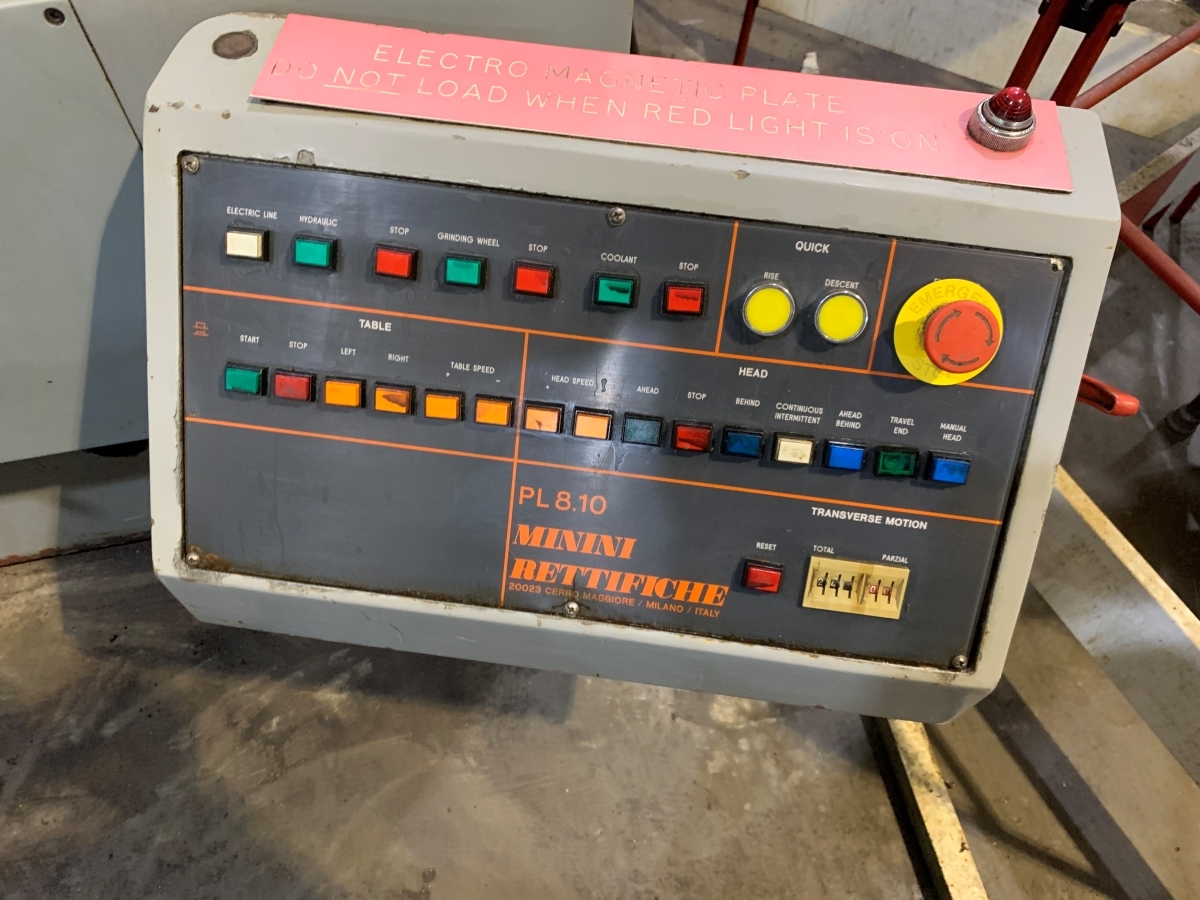 ELECTRO MAGNETIC PLATE
DO NOT LOAD WHEN RED LIGHT IS ON
ELECTRIC LINE
HYDRAULIC
STOP
GRINDING WHEEL
STOP
COOLANT
STOP
QUICK
RISE
DESCENT
EMERGE
TABLE
START
STOP
LEFT
RIGHT
TABLE SPEED
+ -
HEAD
HEAD SPEED
+
AHEAD
STOP
BEHIND
CONTINUOUS
INTERMITTENT
AHEAD
BEHIND
TRAVEL
END
MANUAL
HEAD
PL 8.10
MININI
RETTIFICHE
20023 CERRO MAGGIORE / MILANO / ITALY
TRANSVERSE MOTION
RESET
TOTAL
PARZIAL